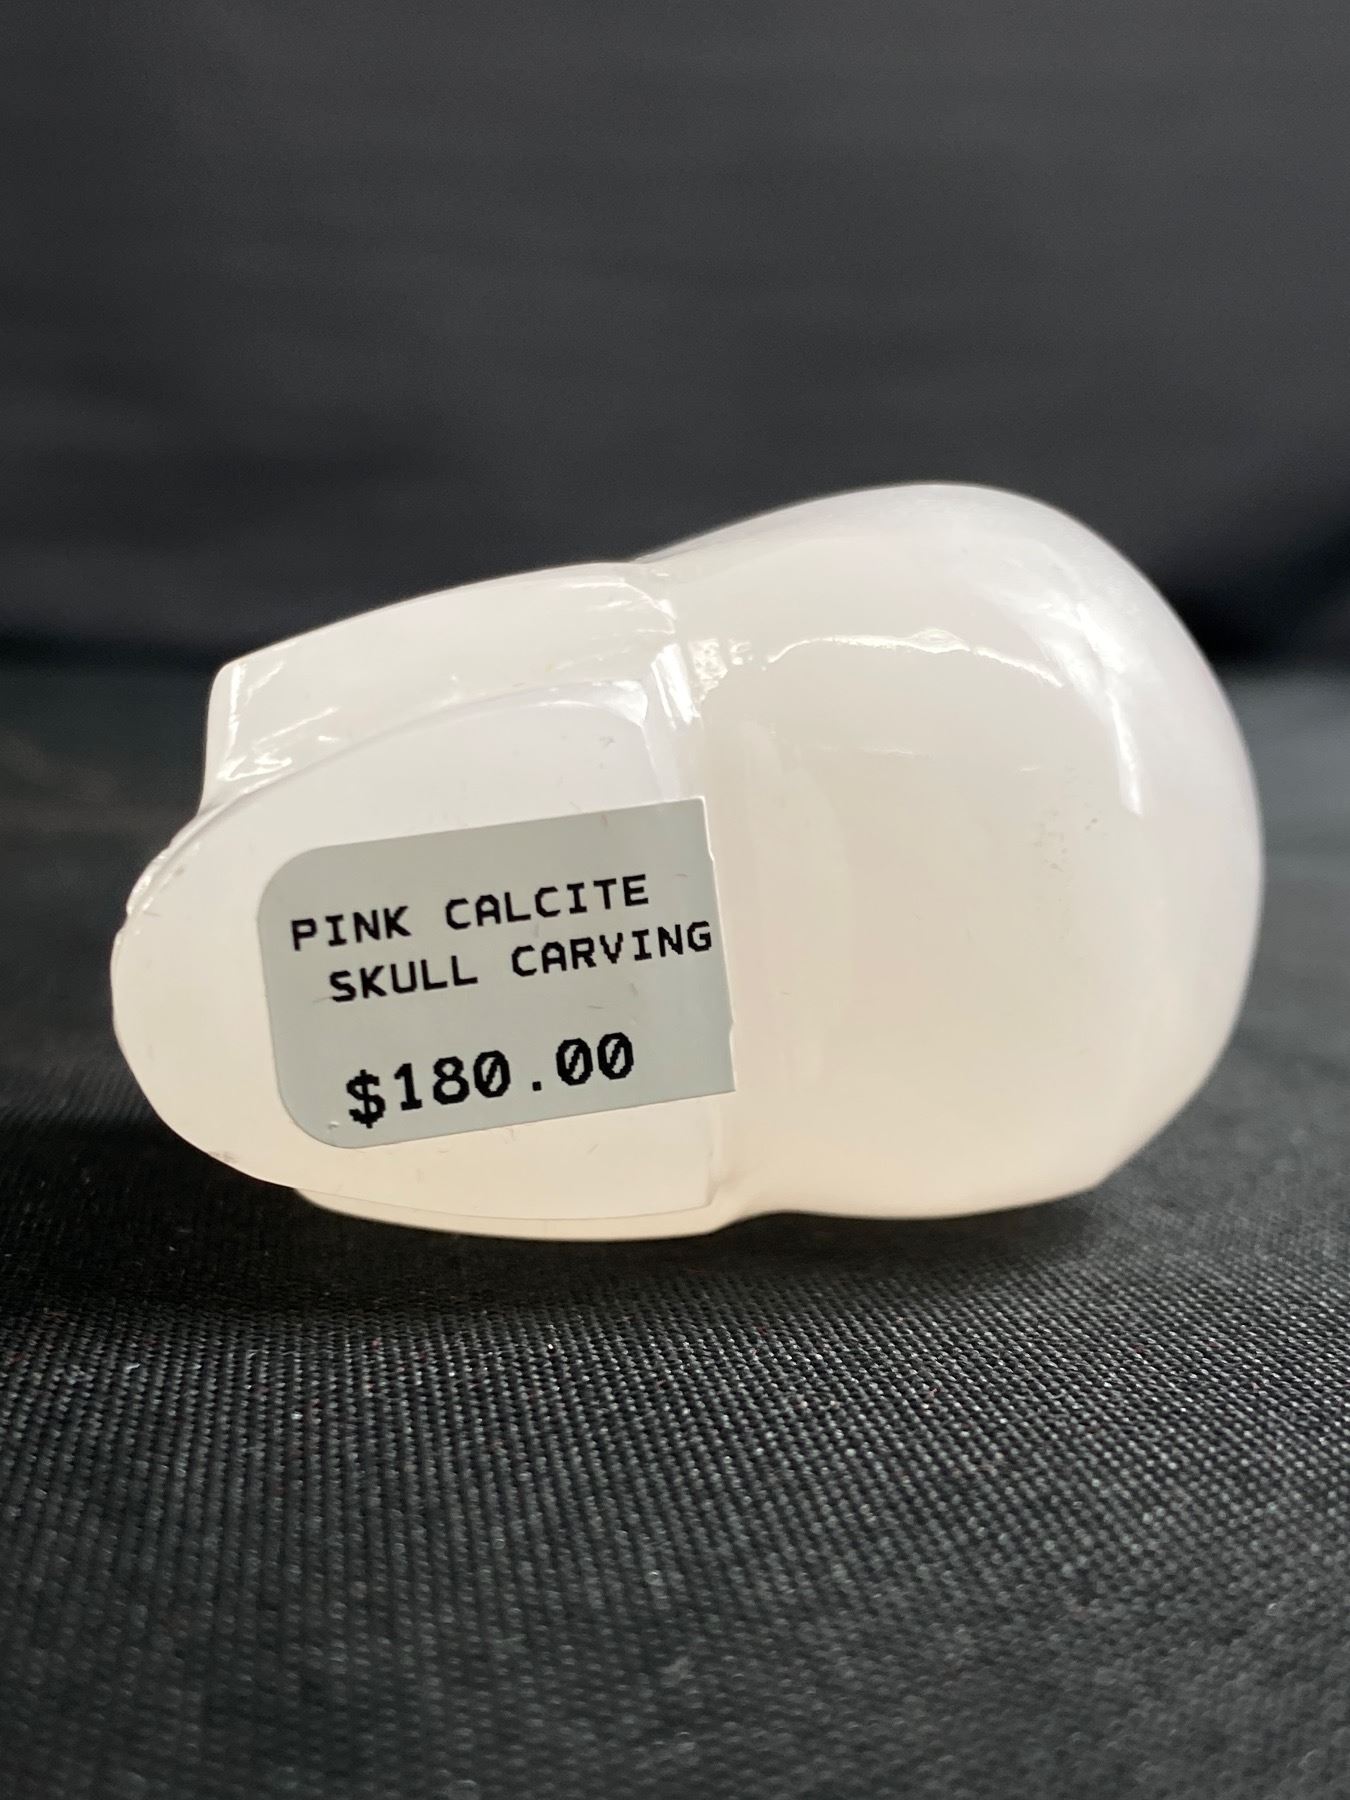 PINK CALCITE
SKULL CARVING
$180.00